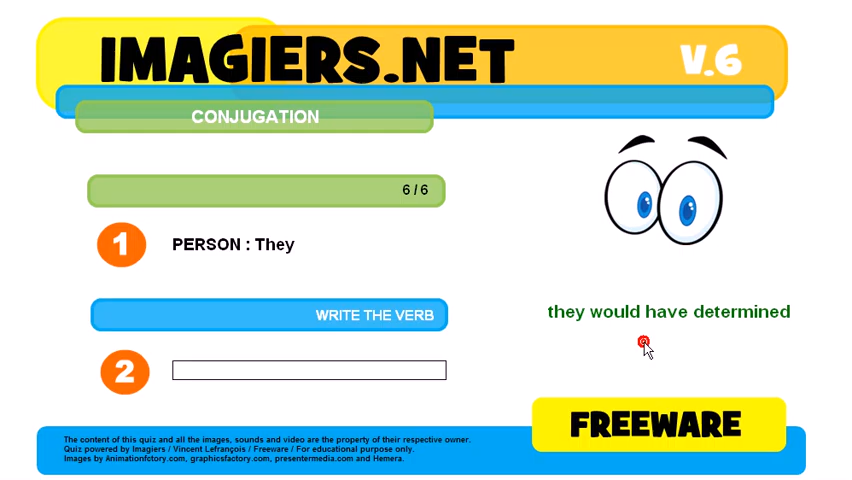 IMAGIERS.NET
V.6
CONJUGATION
6 / 6
1
PERSON : They
WRITE THE VERB
they would have determined
2
FREEWARE
The content of this quiz and all the images, sounds and video are the property of their respective owner.
Quiz powered by Imagiers / Vincent Lefrançois / Freeware / For educational purpose only.
Images by Animationfctory.com, graphicsfactory.com, presentermedia.com and Hemera.